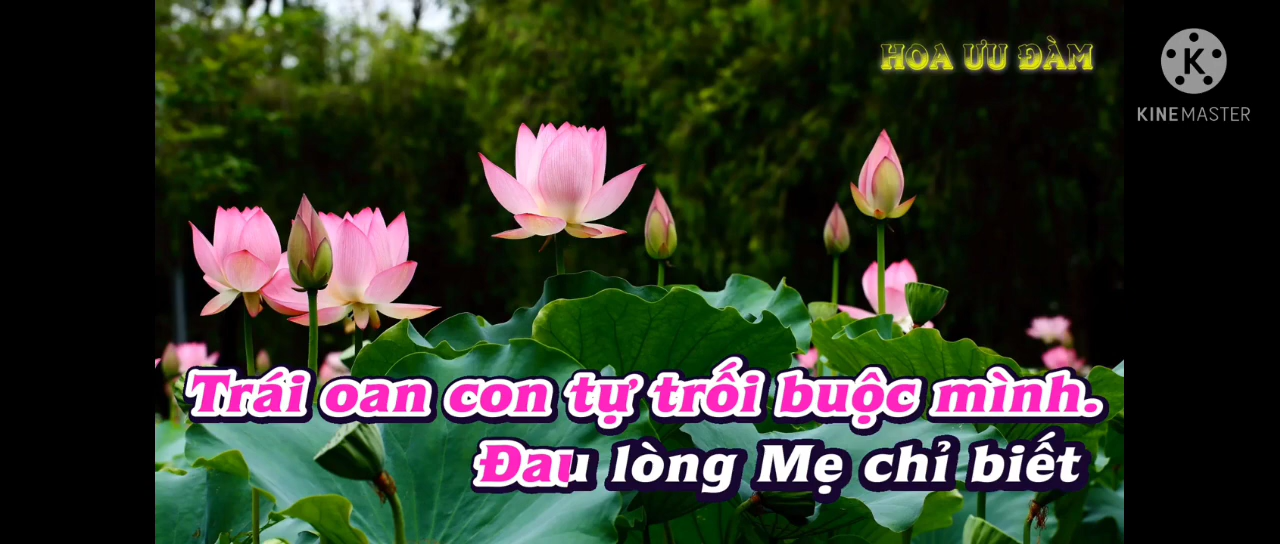 HOA ƯU ĐÀM
K
KINEMASTER
Trái oan con tự trối buộc mình.
Đau lòng Mẹ chỉ biết